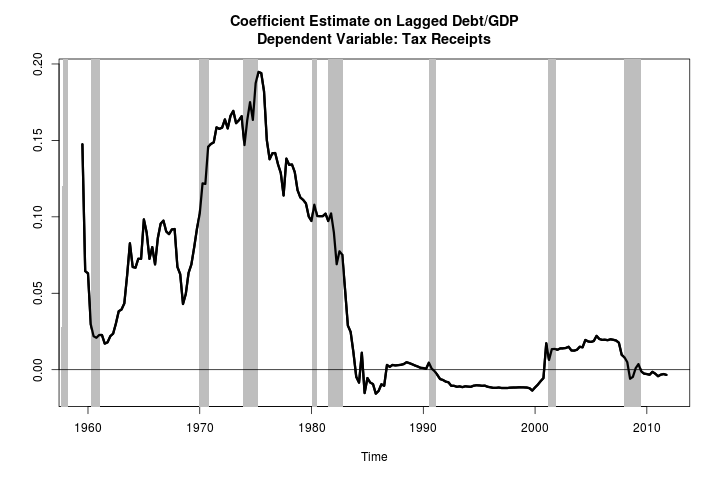 Coefficient Estimate on Lagged Debt/GDP
Dependent Variable: Tax Receipts
0.20
0.15
0.10
0.05
0.00
1960 1970 1980 1990 2000 2010
Time